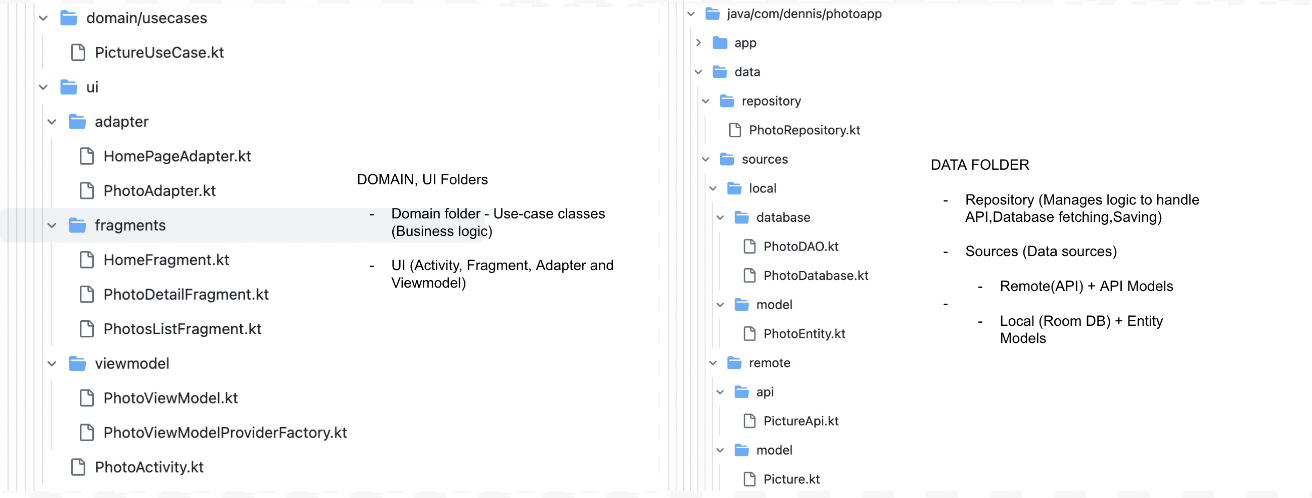 domain/usecases
PictureUseCase.kt
ui
adapter
HomePageAdapter.kt
PhotoAdapter.kt
fragments
HomeFragment.kt
PhotoDetailFragment.kt
PhotosListFragment.kt
viewmodel
PhotoViewModel.kt
PhotoViewModelProviderFactory.kt
PhotoActivity.kt
DOMAIN, UI Folders
- Domain folder - Use-case classes
(Business logic)
- UI (Activity, Fragment, Adapter and
Viewmodel)
java/com/dennis/photoapp
app
data
repository
PhotoRepository.kt
sources
local
database
PhotoDAO.kt
PhotoDatabase.kt
model
PhotoEntity.kt
remote
api
PictureApi.kt
model
Picture.kt
DATA FOLDER
- Repository (Manages logic to handle
API,Database fetching,Saving)
- Sources (Data sources)
- Remote(API) + API Models
-
- Local (Room DB) + Entity
Models